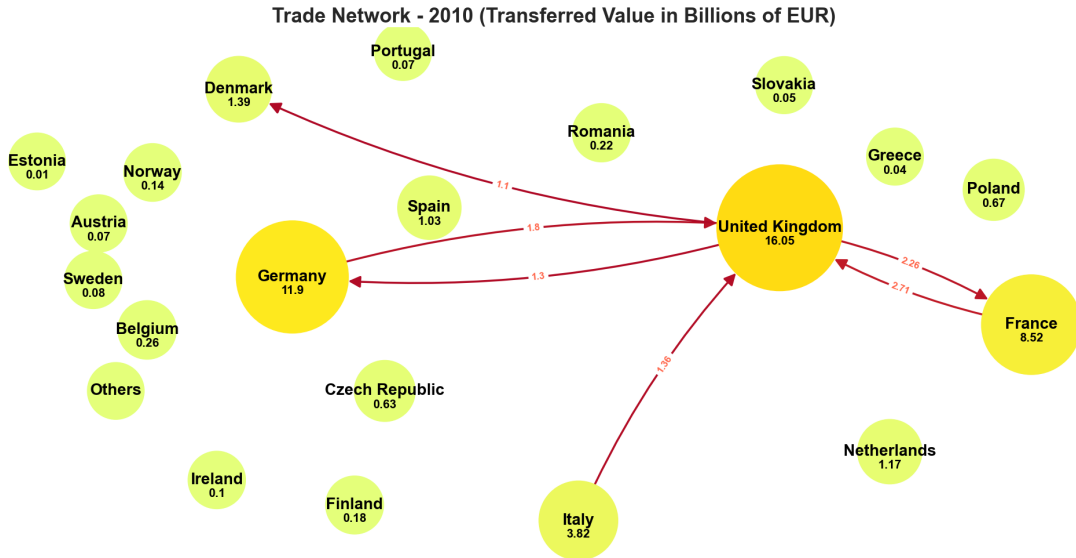 Trade Network - 2010 (Transferred Value in Billions of EUR)
Portugal
0.07
Denmark
1.39
Slovakia
0.05
Romania
0.22
Estonia
0.01
Norway
0.14
Greece
0.04
Poland
0.67
1.1
Spain
1.03
Austria
0.07
1.8
United Kingdom
16.05
2.26
Sweden
0.08
Germany
11.9
1.3
2.71
Belgium
0.26
France
8.52
1.36
Others
Czech Republic
0.63
Netherlands
1.17
Ireland
0.1
Finland
0.18
Italy
3.82